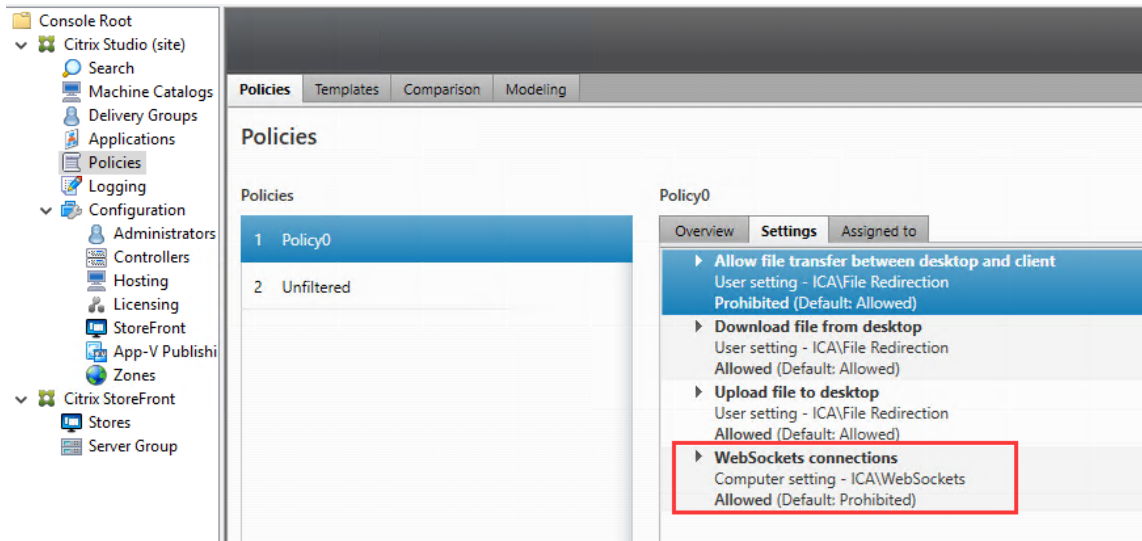 Console Root
Citrix Studio (site)
Search
Machine Catalogs
Delivery Groups
Applications
Policies
Logging
Configuration
Administrators
Controllers
Hosting
Licensing
StoreFront
App-V Publishi
Zones
Citrix StoreFront
Stores
Server Group
Policies Templates Comparison Modeling
Policies
Policies
1 Policy0
2 Unfiltered
Policy0
Overview Settings Assigned to
Allow file transfer between desktop and client
User setting - ICA\File Redirection
Prohibited (Default: Allowed)
Download file from desktop
User setting - ICA\File Redirection
Allowed (Default: Allowed)
Upload file to desktop
User setting - ICA\File Redirection
Allowed (Default: Allowed)
WebSockets connections
Computer setting - ICA\WebSockets
Allowed (Default: Prohibited)